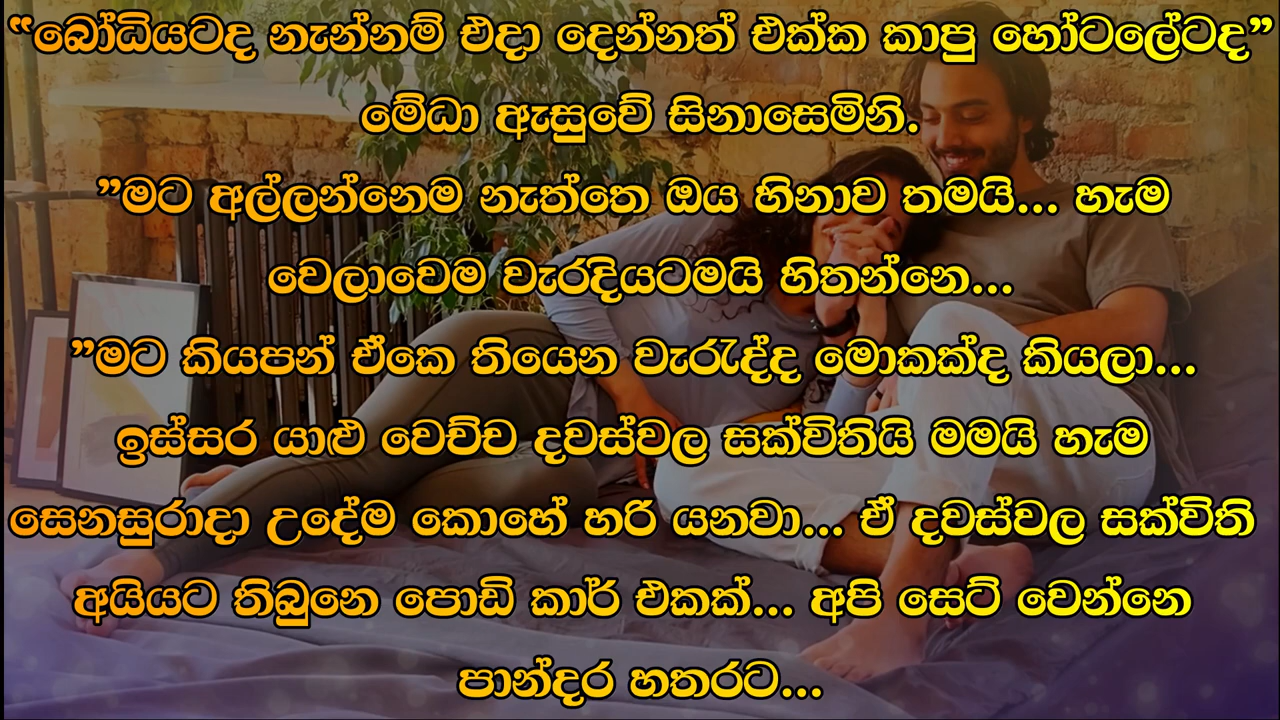 “බෝධියටද නැන්නම් එදා දෙන්නත් එක්ක කාපු හෝටලේටද”
මේධා ඇසුවේ සිනාසෙමිනි.
”මට අල්ලන්නෙම නැත්තෙ ඔය හිනාව තමයි... හැම
වෙලාවෙම වැරදියටමයි හිතන්නෙ...
”මට කියපන් ඒකෙ තියෙන වැරැද්ද මොකක්ද කියලා...
ඉස්සර යාළු වෙච්ච දවස්වල සක්විතියි මමයි හැම
සෙනසුරාදා උදේම කොහේ හරි යනවා... ඒ දවස්වල සක්විති
අයියට තිබුනෙ පොඩි කාර් එකක්... අපි සෙට් වෙන්නෙ
පාන්දර හතරට...